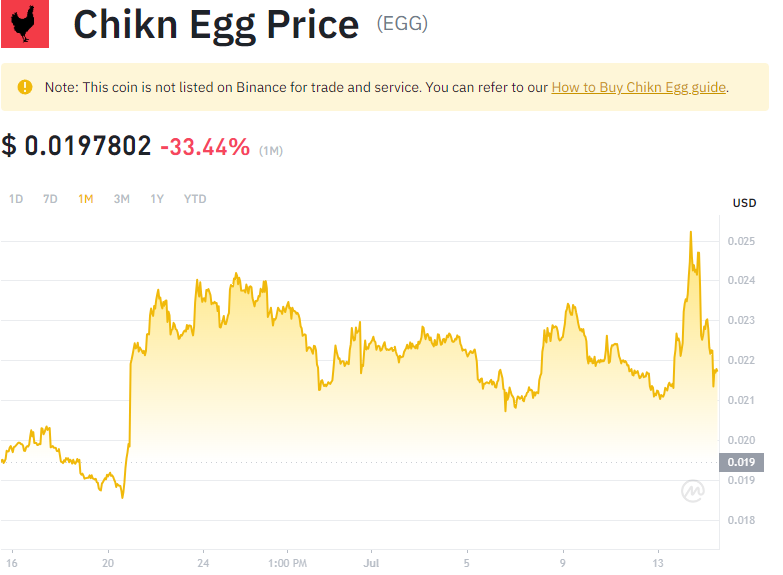 Chikn Egg Price (EGG)
Note: This coin is not listed on Binance for trade and service. You can refer to our How to Buy Chikn Egg guide.
$ 0.0197802 -33.44% (1M)
1D 7D 1M 3M 1Y YTD
USD
0.025
0.024
0.023
0.022
0.021
0.020
0.019
0.019
0.018
16 20 24 1:00 PM Jul 5 9 13